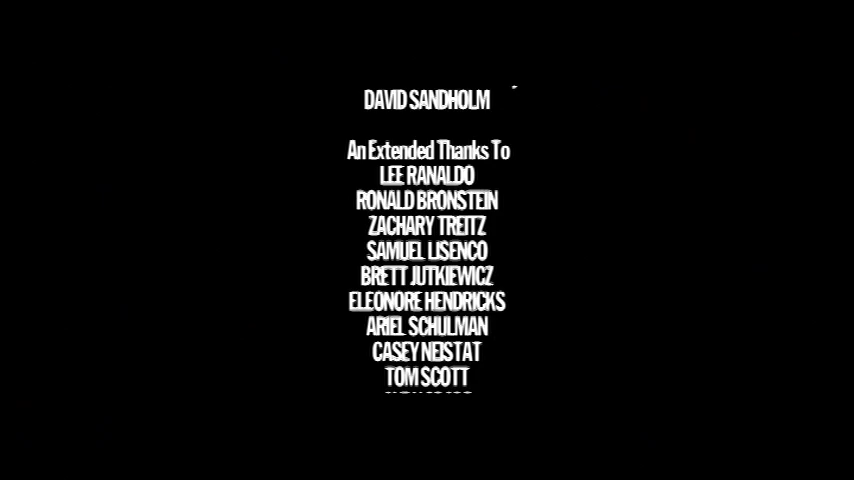 DAVID SANDHOLM
An Extended Thanks To
LEE RANALDO
RONALD BRONSTEIN
ZACHARY TREITZ
SAMUEL LISENCO
BRETT JUTKIEWICZ
ELEONORE HENDRICKS
ARIEL SCHULMAN
CASEY NEISTAT
TOM SCOTT